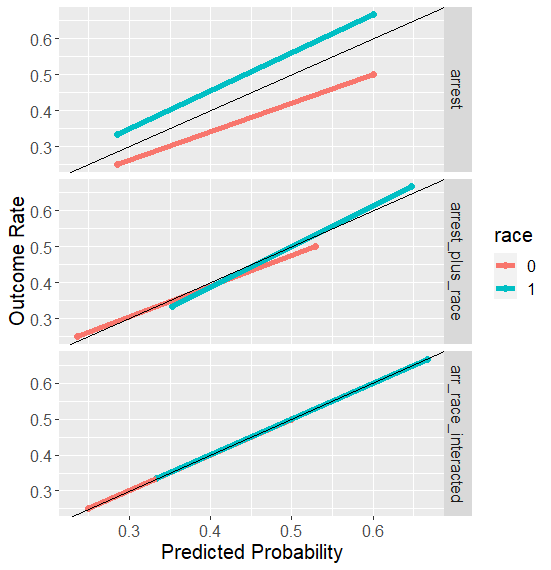 0.6
0.5
0.4
0.3
arrest
0.6
0.5
0.4
0.3
arrest_plus_race
0.6
0.5
0.4
0.3
arr_race_interacted
0.3 0.4 0.5 0.6
Predicted Probability
Outcome Rate
race
0
1